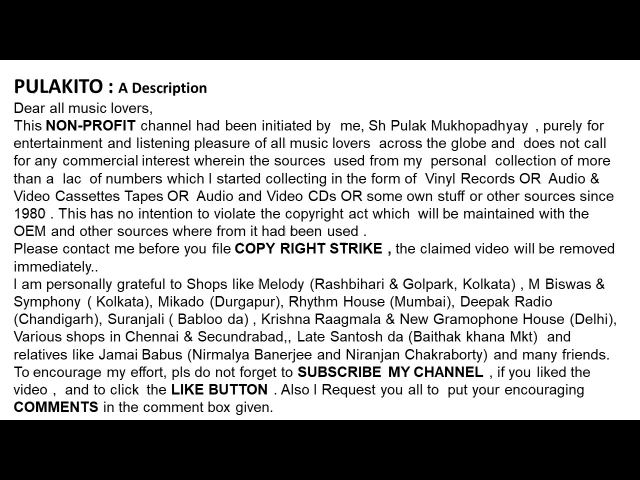 PULAKITO : A Description
Dear all music lovers,
This NON-PROFIT channel had been initiated by me, Sh Pulak Mukhopadhyay , purely for
entertainment and listening pleasure of all music lovers across the globe and does not call
for any commercial interest wherein the sources used from my personal collection of more
than a lac of numbers which I started collecting in the form of Vinyl Records OR Audio &
Video Cassettes Tapes OR Audio and Video CDs OR some own stuff or other sources since
1980 . This has no intention to violate the copyright act which will be maintained with the
OEM and other sources where from it had been used .
Please contact me before you file COPY RIGHT STRIKE , the claimed video will be removed
immediately..
I am personally grateful to Shops like Melody (Rashbihari & Golpark, Kolkata) , M Biswas &
Symphony ( Kolkata), Mikado (Durgapur), Rhythm House (Mumbai), Deepak Radio
(Chandigarh), Suranjali ( Babloo da) , Krishna Raagmala & New Gramophone House (Delhi),
Various shops in Chennai & Secundrabad,, Late Santosh da (Baithak khana Mkt) and
relatives like Jamai Babus (Nirmalya Banerjee and Niranjan Chakraborty) and many friends.
To encourage my effort, pls do not forget to SUBSCRIBE MY CHANNEL , if you liked the
video , and to click the LIKE BUTTON . Also I Request you all to put your encouraging
COMMENTS in the comment box given.